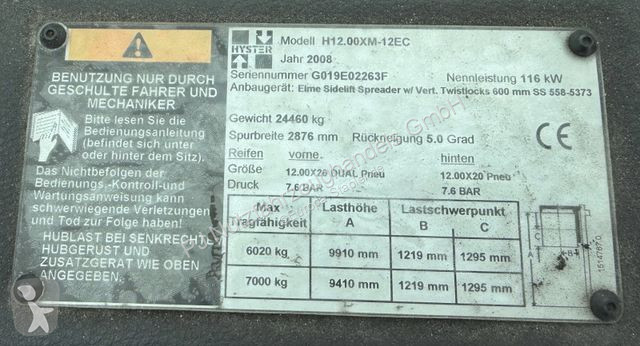 BENUTZUNG NUR DURCH
GESCHULTE FAHRER UND
MECHANIKER
Bitte lesen Sie die
Bedienungsanleitung
(befindet sich unter
oder hinter dem Sitz).
Das Nichtbefolgen der
Bedienungs.-Kontroll-und
Wartungsanweisung kann
schwerwiegende Verletzungen
und Tod zur Folge haben.
HUBLAST BEI SENKRECHT
HUBGERUST UND
ZUSATZGERAT WIE OBEN
ANGEGEBEN.
HYSTER
Modell H12.00XM-12EC
Jahr 2008
Seriennummer G019E02263F Nennleistung 116 kW
Anbaugerät: Elme Sidelift Spreader w/ Vert. Twistlocks 600 mm SS 558-5373
Gewicht 24460 kg
Spurbreite 2876 mm Rückneigung 5.0 Grad
CE
Reifen vorne hinten
Größe 12.00X20 DUAL Pneu 12.00X20 Pneu
Druck 7.6 BAR 7.6 BAR
Max Tragfähigkeit Lasthöhe A Lastschwerpunkt B C
6020 kg 9910 mm 1219 mm 1295 mm
7000 kg 9410 mm 1219 mm 1295 mm
A
C
B
15147670